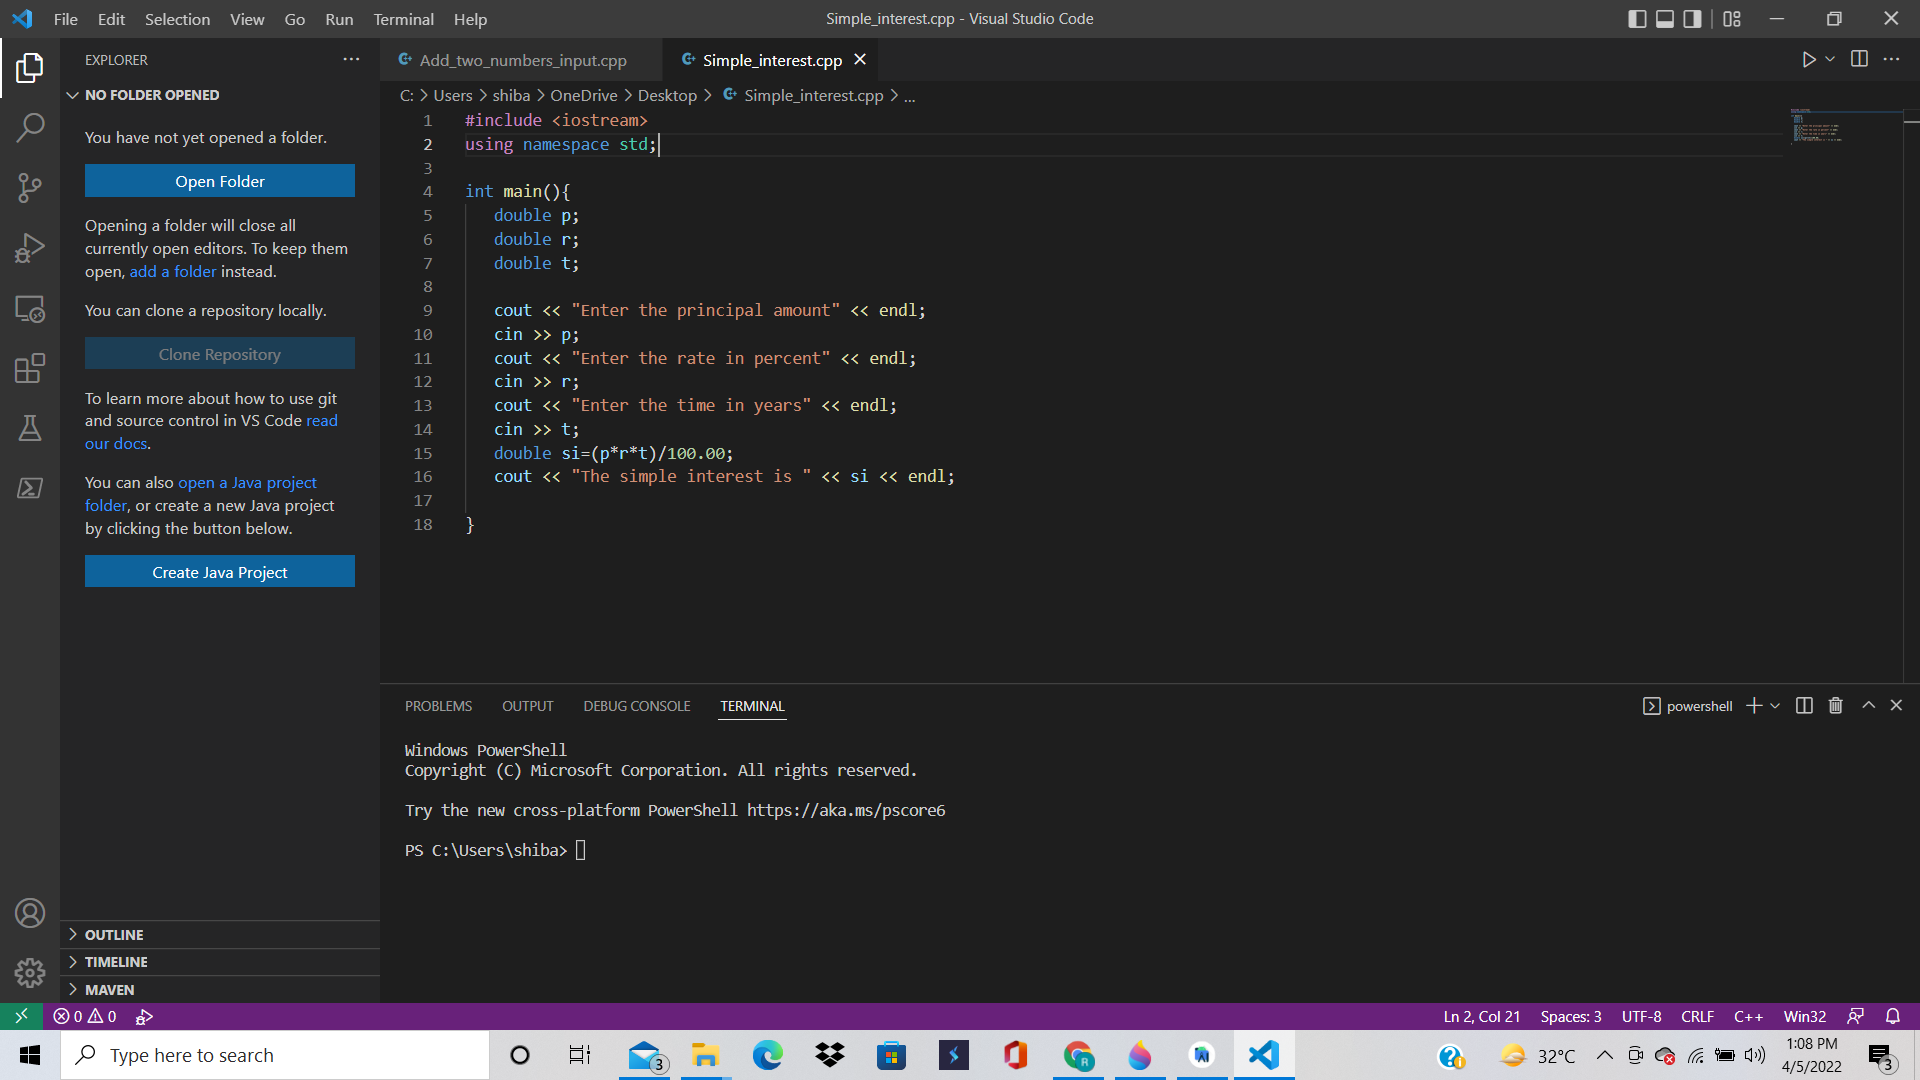 File Edit Selection View Go Run Terminal Help
Simple_interest.cpp - Visual Studio Code
EXPLORER
NO FOLDER OPENED
You have not yet opened a folder.
Open Folder
Opening a folder will close all
currently open editors. To keep them
open, add a folder instead.
You can clone a repository locally.
Clone Repository
To learn more about how to use git
and source control in VS Code read
our docs.
You can also open a Java project
folder, or create a new Java project
by clicking the button below.
Create Java Project
OUTLINE
TIMELINE
MAVEN
Add_two_numbers_input.cpp Simple_interest.cpp
C: > Users > shiba > OneDrive > Desktop > Simple_interest.cpp > ...
1 #include <iostream>
2 using namespace std;
3
4 int main(){
5 double p;
6 double r;
7 double t;
8
9 cout << "Enter the principal amount" << endl;
10 cin >> p;
11 cout << "Enter the rate in percent" << endl;
12 cin >> r;
13 cout << "Enter the time in years" << endl;
14 cin >> t;
15 double si=(p*r*t)/100.00;
16 cout << "The simple interest is " << si << endl;
17
18 }
PROBLEMS OUTPUT DEBUG CONSOLE TERMINAL
powershell
Windows PowerShell
Copyright (C) Microsoft Corporation. All rights reserved.
Try the new cross-platform PowerShell https://aka.ms/pscore6
PS C:\Users\shiba>
0 0
Ln 2, Col 21 Spaces: 3 UTF-8 CRLF C++ Win32
Type here to search
3
R
32°C
1:08 PM
4/5/2022
3